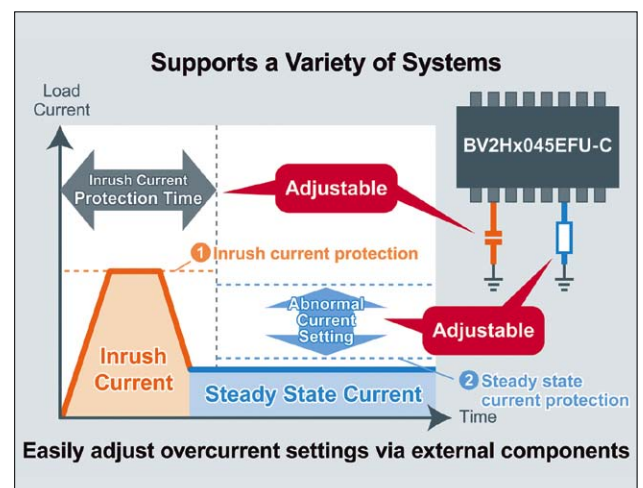 Supports a Variety of Systems
Load
Current
BV2Hx045EFU-C
Inrush Current
Protection Time
Adjustable
1 Inrush current protection
Abnormal
Current
Setting
Adjustable
Inrush
Current
Steady State Current
2 Steady state
current protection
Time
Easily adjust overcurrent settings via external components